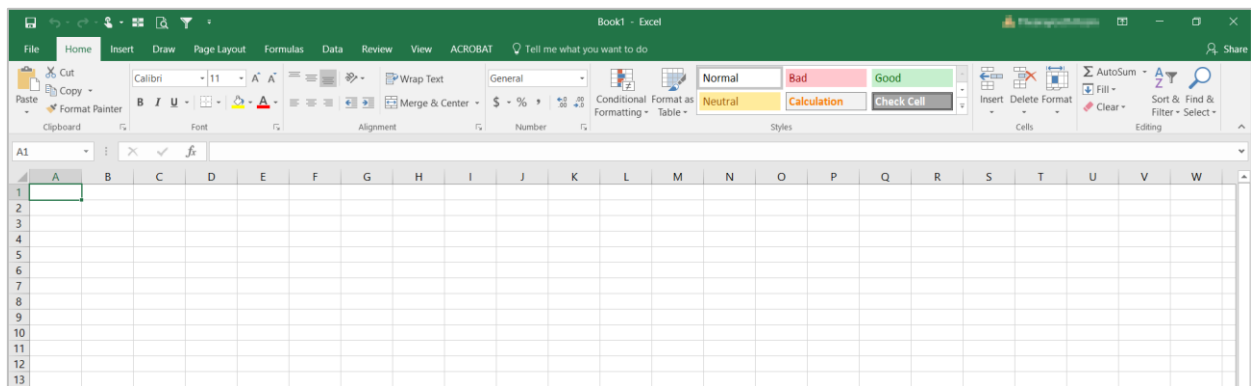 Book1 - Excel
File Home Insert Draw Page Layout Formulas Data Review View ACROBAT Tell me what you want to do Share
Paste
Cut
Copy
Format Painter
Clipboard
Calibri 11 A A
B I U A
Font
Wrap Text
Merge & Center
Alignment
General
$ % , .0 .00 .00 .0
Number
Conditional Formatting
Format as Table
Normal Bad Good
Neutral Calculation Check Cell
Styles
Insert Delete Format
Cells
Σ AutoSum
Fill
Clear
Sort & Filter
Find & Select
Editing
A1 fx
A B C D E F G H I J K L M N O P Q R S T U V W
1
2
3
4
5
6
7
8
9
10
11
12
13